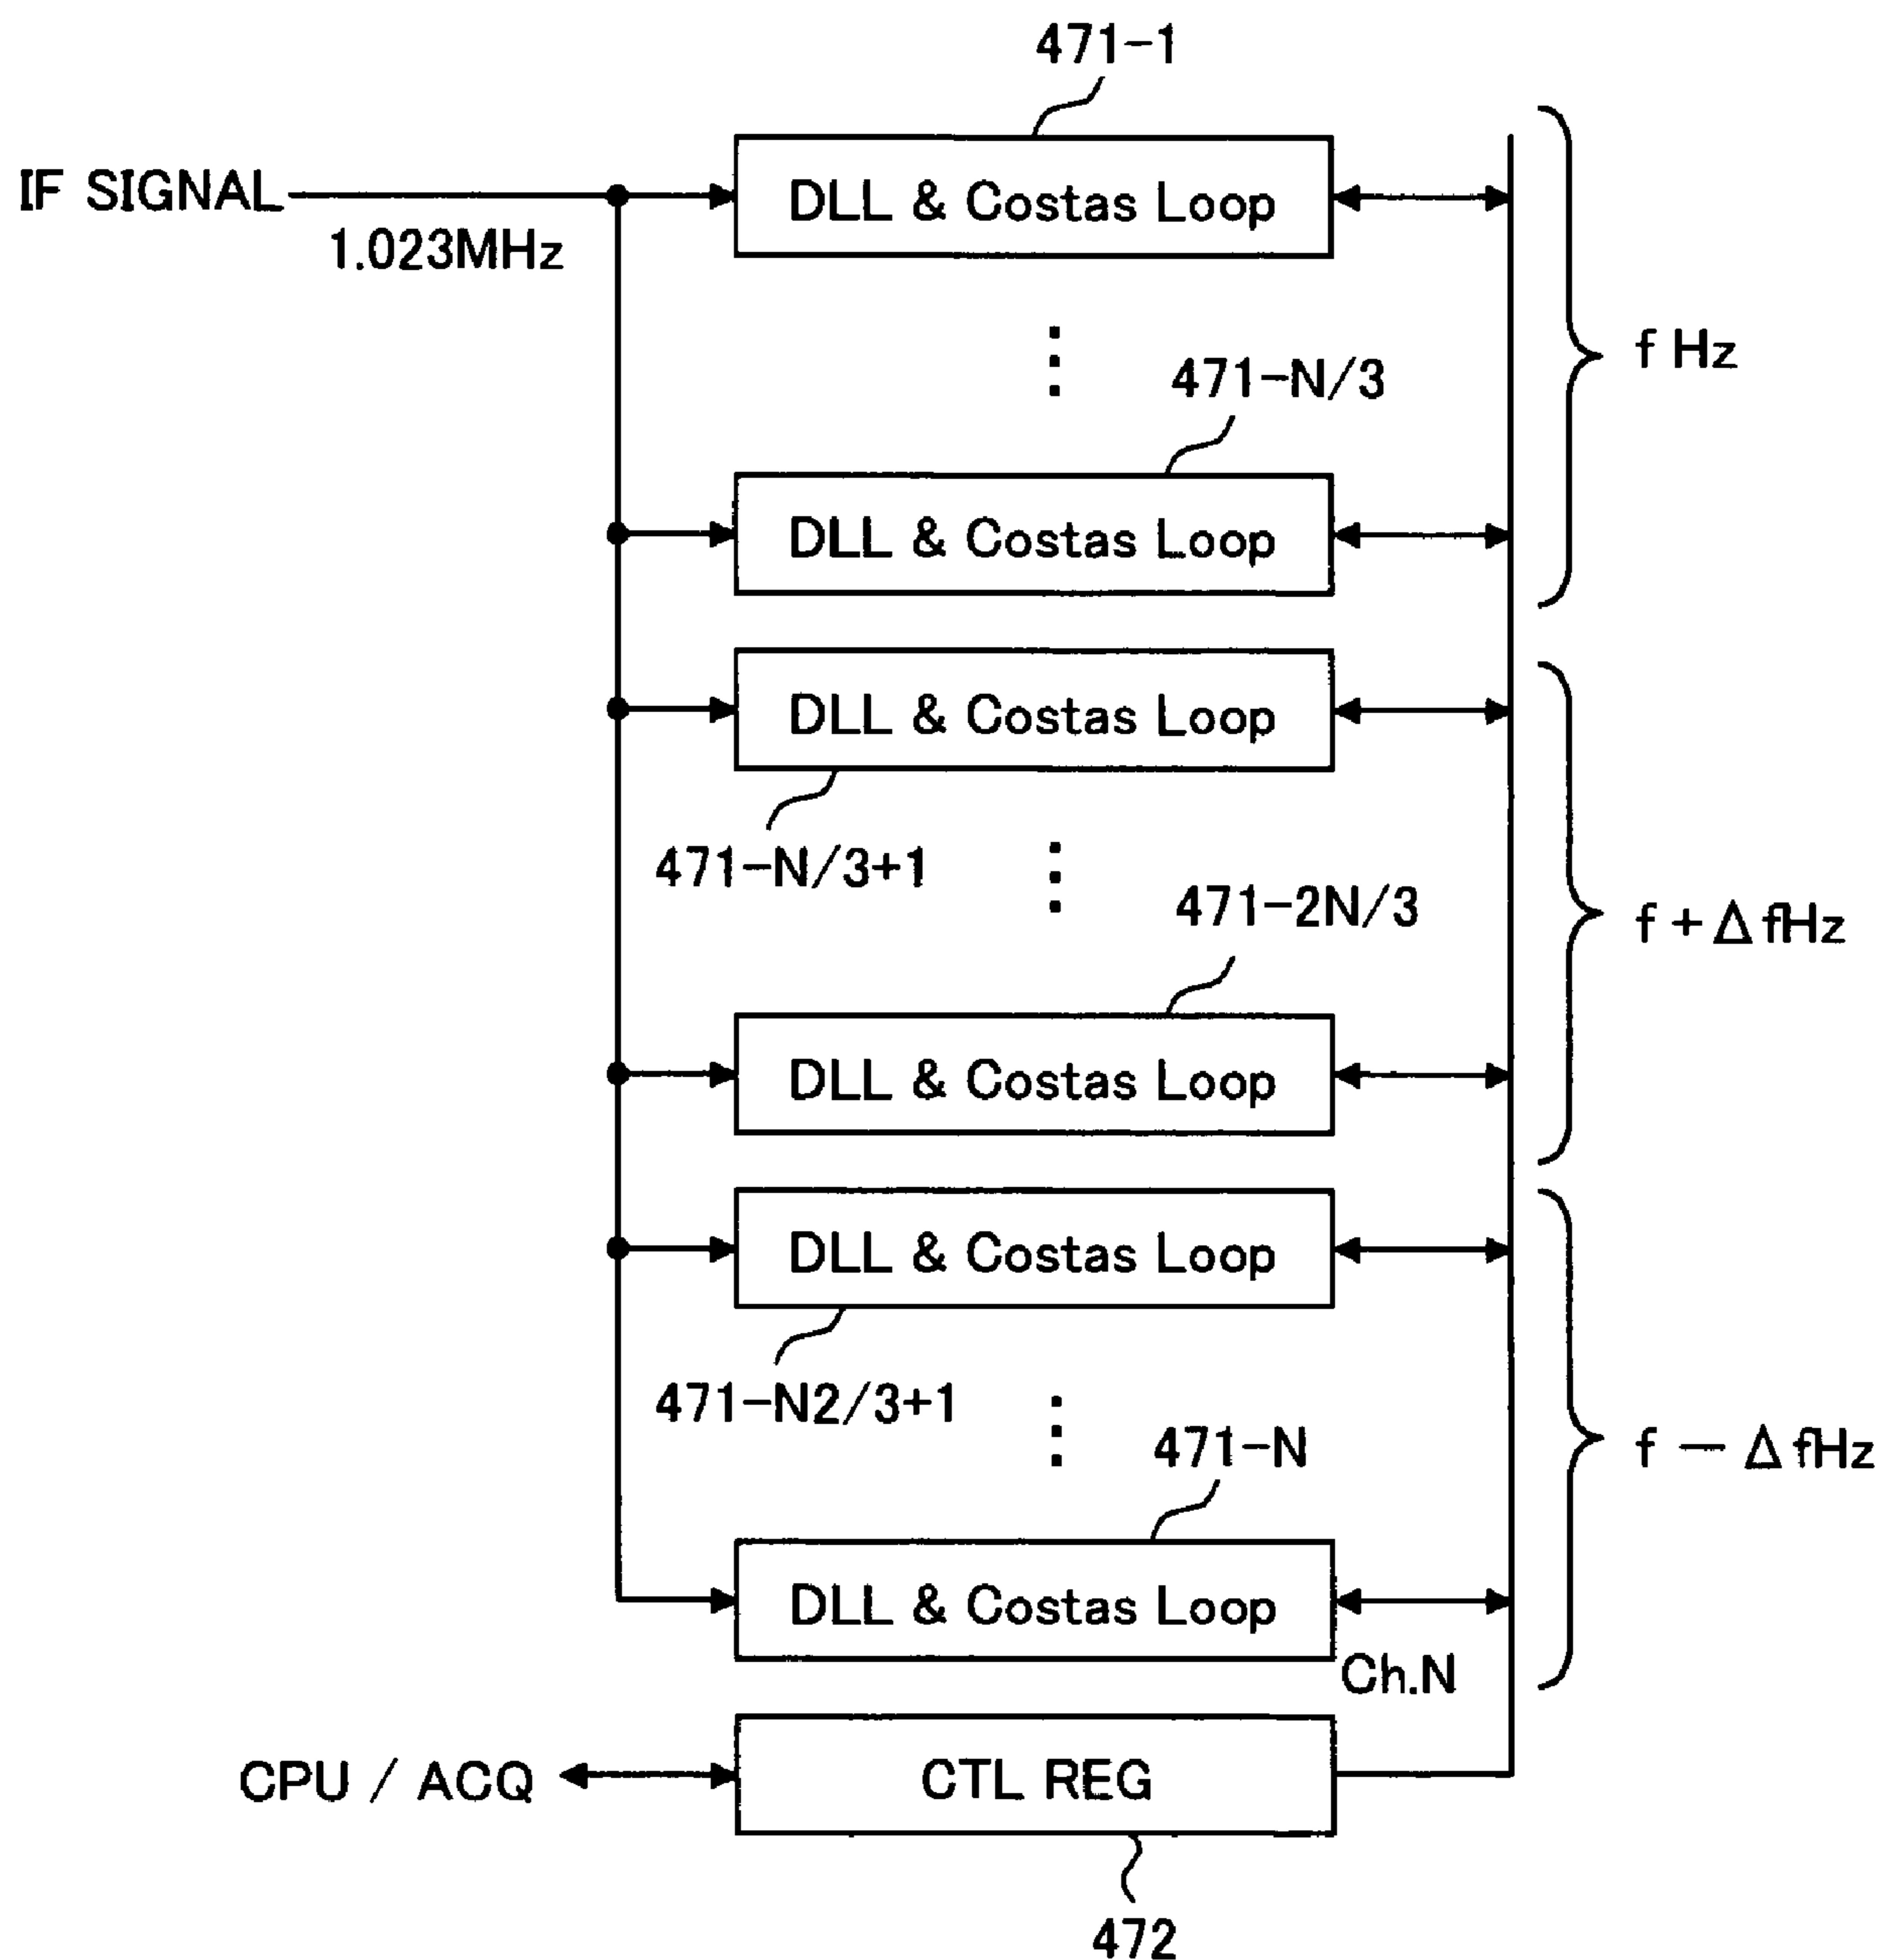 471-1
IF SIGNAL
DLL & Costas Loop
1.023MHz
f Hz
471-N/3
DLL & Costas Loop
DLL & Costas Loop
471-N/3+1
471-2N/3
f + Δ fHz
DLL & Costas Loop
DLL & Costas Loop
471-N2/3+1
471-N
f − Δ fHz
DLL & Costas Loop
Ch.N
CPU / ACQ
CTL REG
472